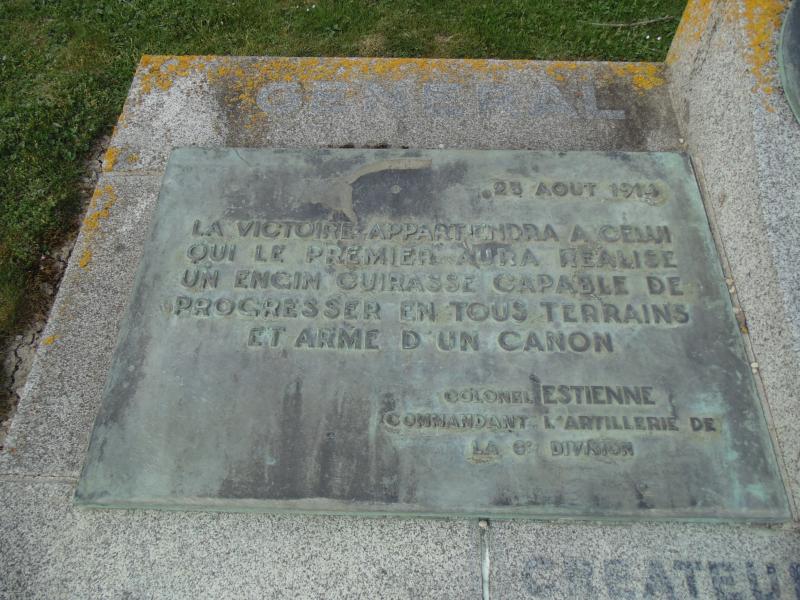 GENERAL
25 AOUT 1914
LA VICTOIRE APPARTIENDRA A CELUI
QUI LE PREMIER AURA REALISE
UN ENGIN CUIRASSE CAPABLE DE
PROGRESSER EN TOUS TERRAINS
ET ARME D'UN CANON
COLONEL ESTIENNE
COMMANDANT L'ARTILLERIE DE
LA 6e DIVISION
CREATEU